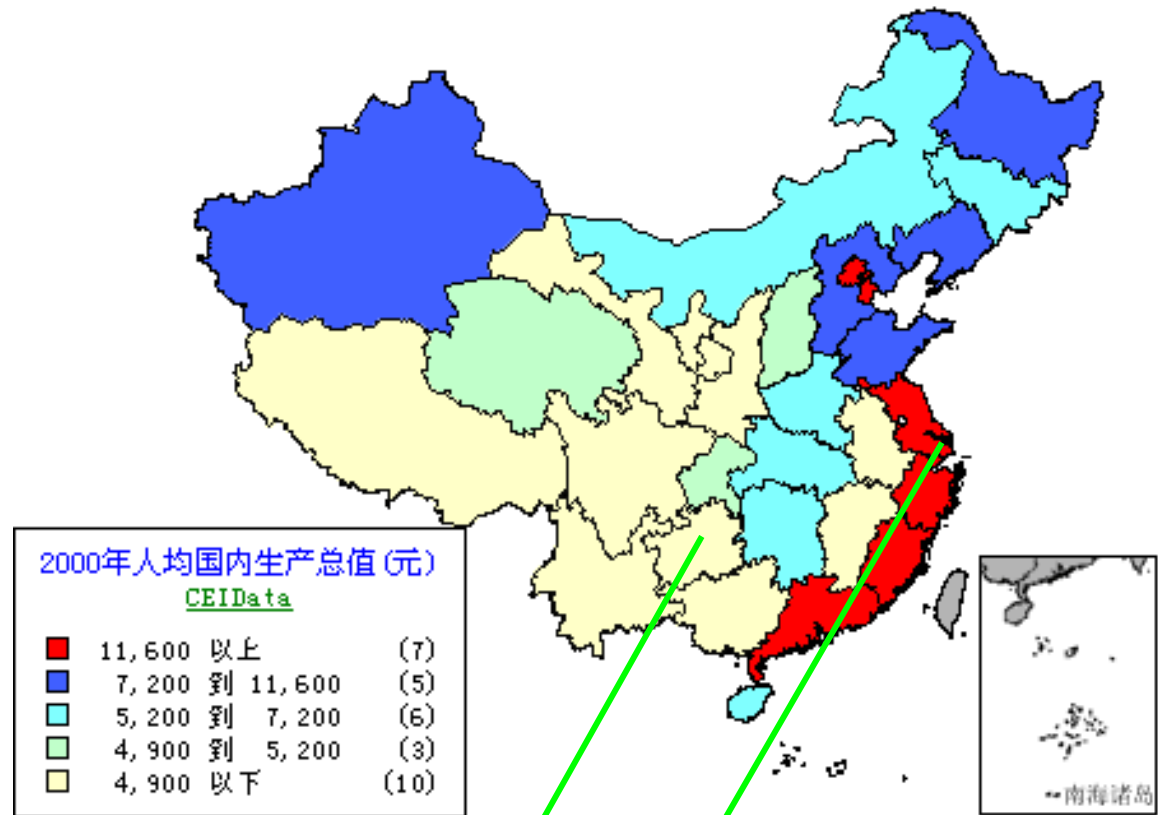 2000年人均国内生产总值(元)
CEIData
11,600 以上 (7)
7,200 到 11,600 (5)
5,200 到 7,200 (6)
4,900 到 5,200 (3)
4,900 以下 (10)
南海诸岛